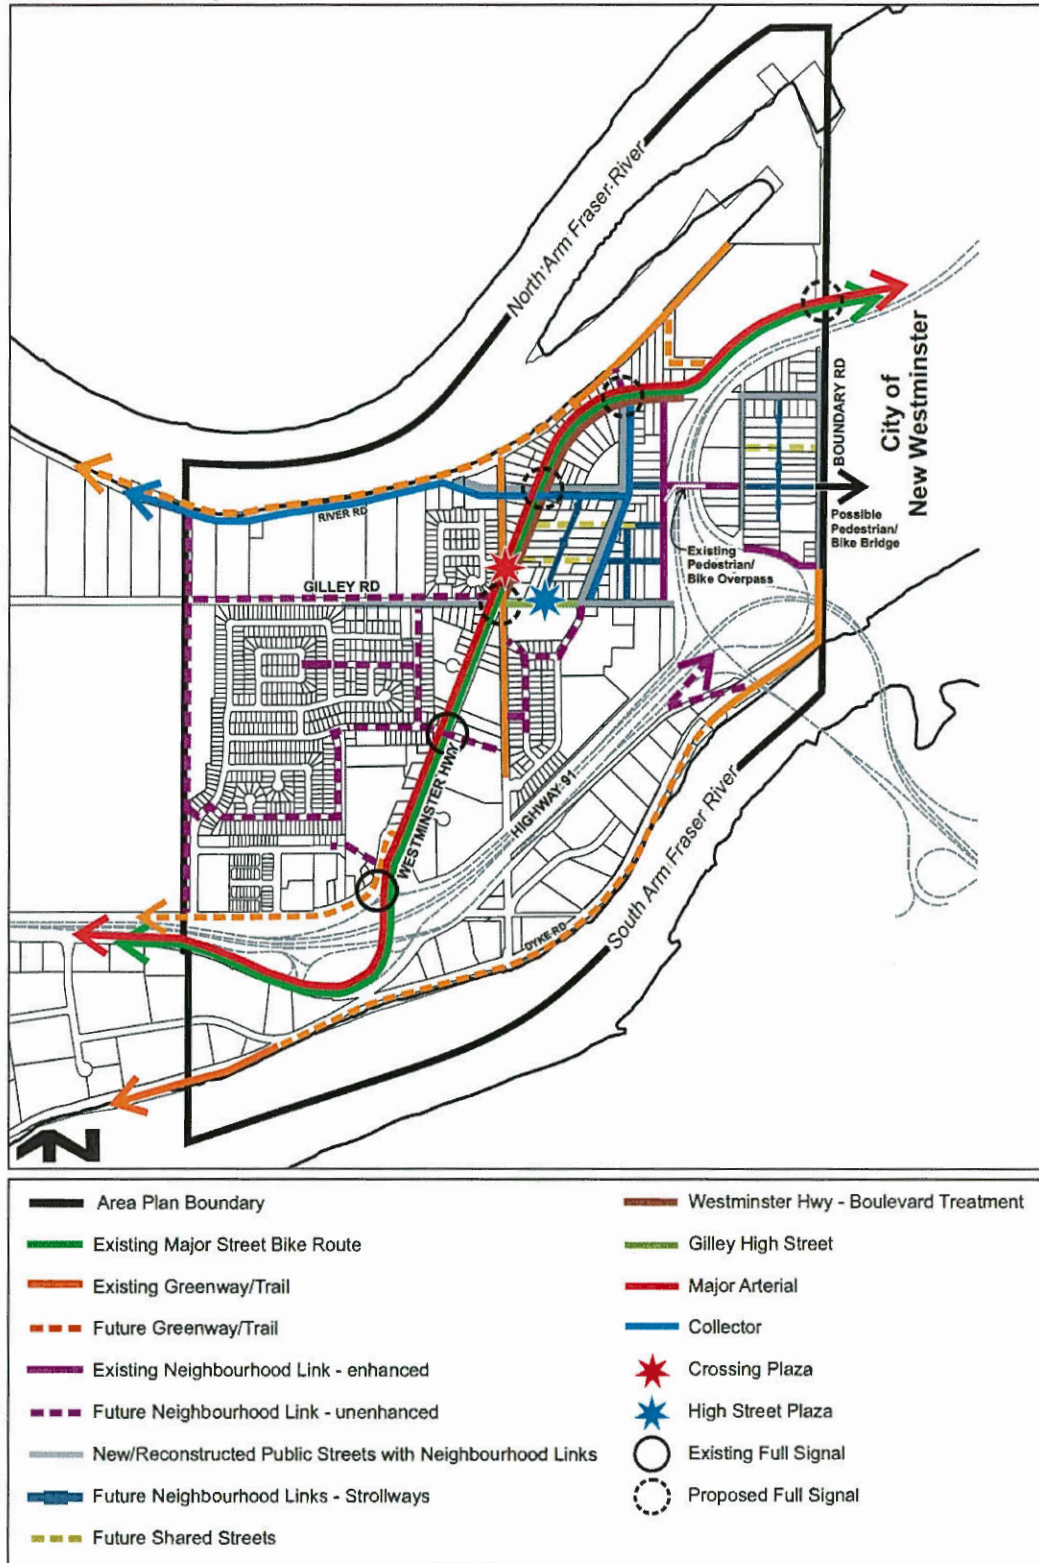 North Arm Fraser River
City of
New Westminster
BOUNDARY RD
Possible
Pedestrian/
Bike Bridge
RIVER RD
Existing
Pedestrian/
Bike Overpass
GILLEY RD
WESTMINSTER HWY
HIGHWAY 91
South Arm Fraser River
DYKE RD
N
Area Plan Boundary
Existing Major Street Bike Route
Existing Greenway/Trail
Future Greenway/Trail
Existing Neighbourhood Link - enhanced
Future Neighbourhood Link - unenhanced
New/Reconstructed Public Streets with Neighbourhood Links
Future Neighbourhood Links - Strollways
Future Shared Streets
Westminster Hwy - Boulevard Treatment
Gilley High Street
Major Arterial
Collector
Crossing Plaza
High Street Plaza
Existing Full Signal
Proposed Full Signal